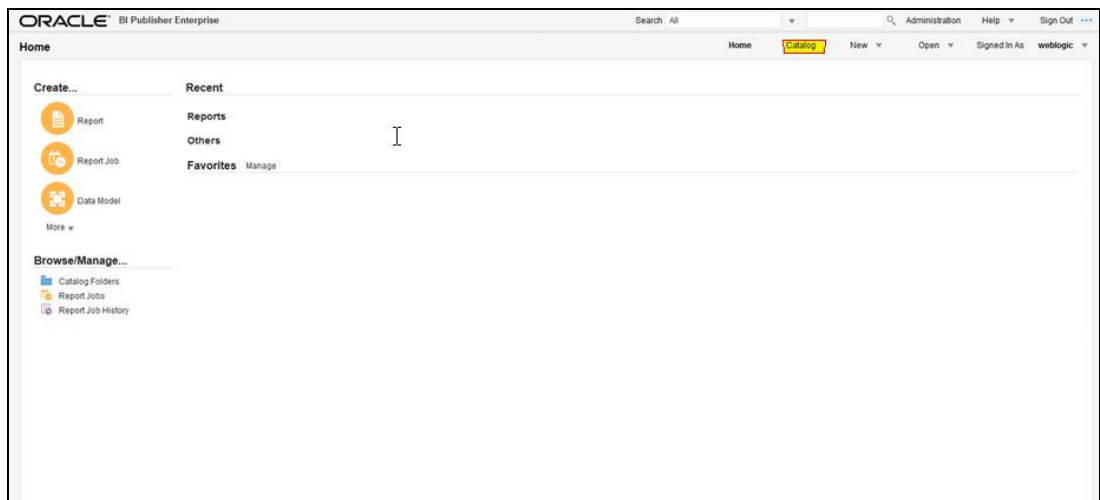 ORACLE BI Publisher Enterprise Search All Administration Help Sign Out
Home Home Catalog New Open Signed In As weblogic
Create...
Report
Report Job
Data Model
More
Browse/Manage...
Catalog Folders
Report Jobs
Report Job History
Recent
Reports
Others
Favorites Manage